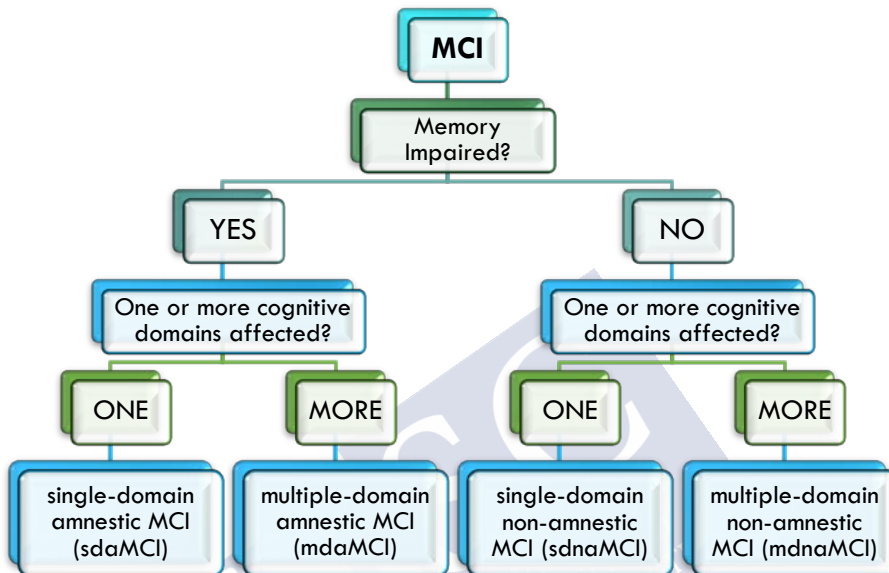 MCI
Memory
Impaired?
YES
NO
One or more cognitive
domains affected?
One or more cognitive
domains affected?
ONE
MORE
ONE
MORE
single-domain
amnestic MCI
(sdaMCI)
multiple-domain
amnestic MCI
(mdaMCI)
single-domain
non-amnestic
MCI (sdnaMCI)
multiple-domain
non-amnestic
MCI (mdnaMCI)